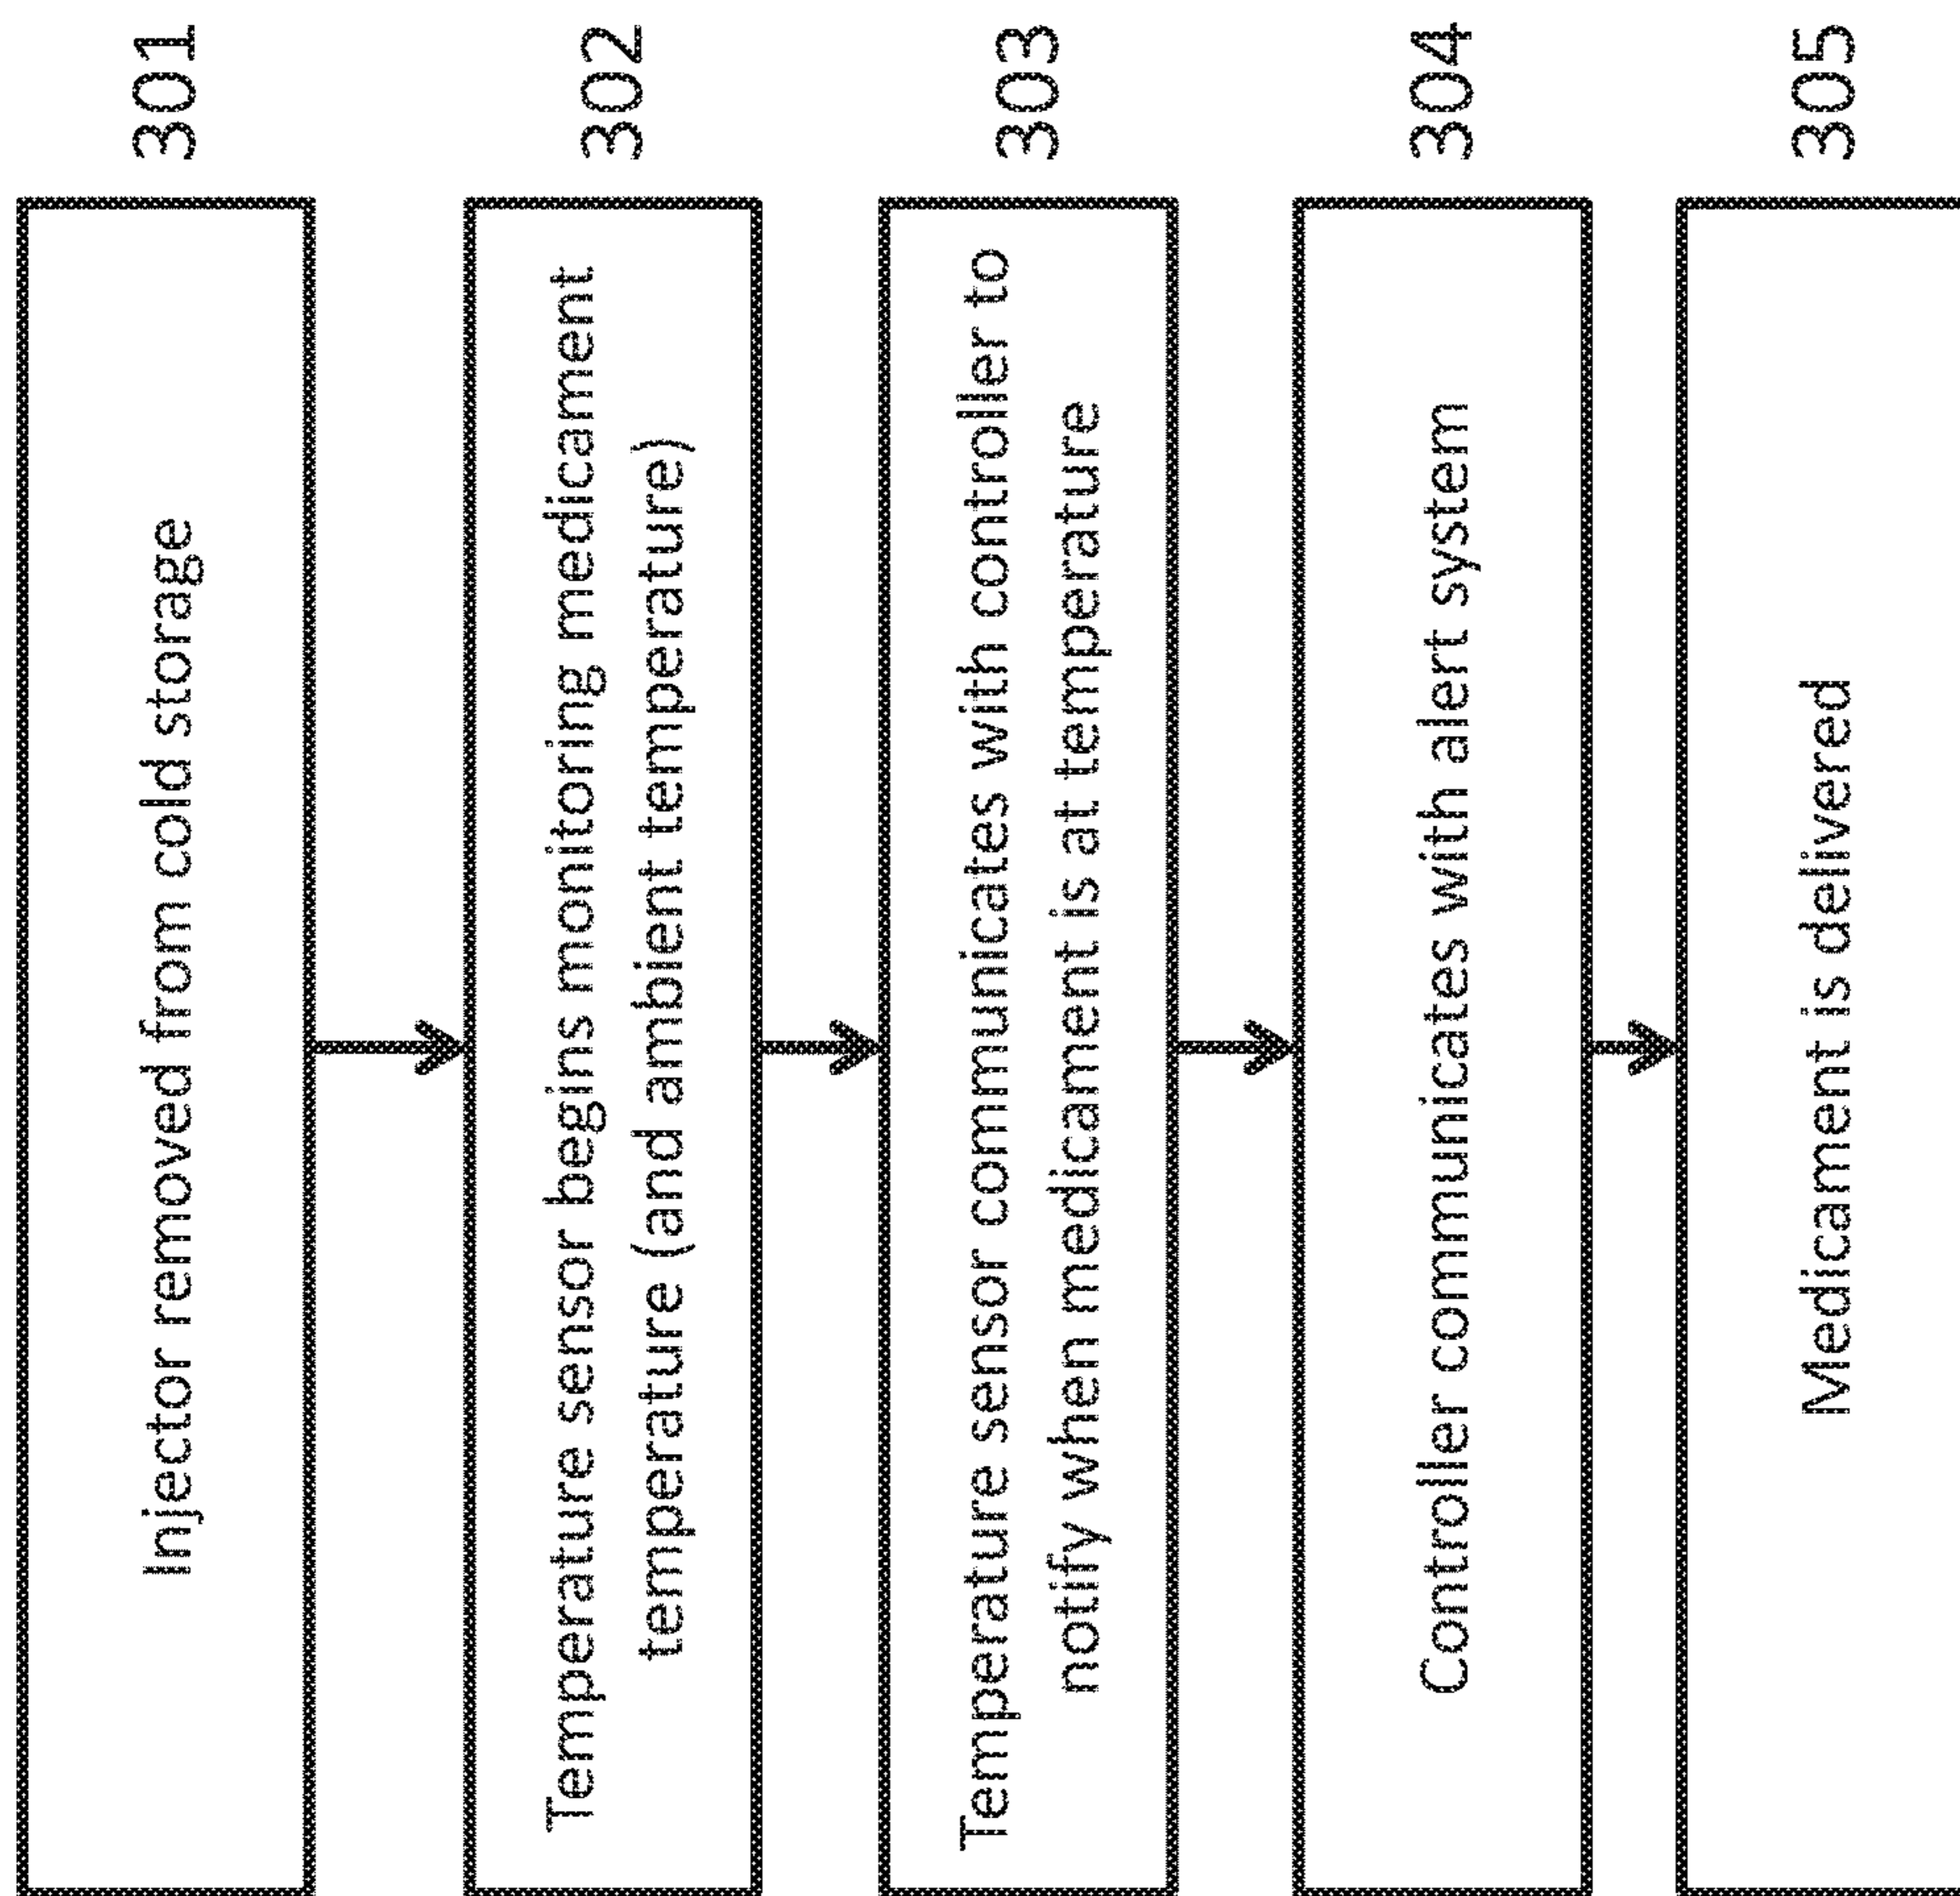 301
Injector removed from cold storage
302
Temperature sensor begins monitoring medicament
temperature (and ambient temperature)
303
Temperature sensor communicates with controller to
notify when medicament is at temperature
304
Controller communicates with alert system
305
Medicament is delivered